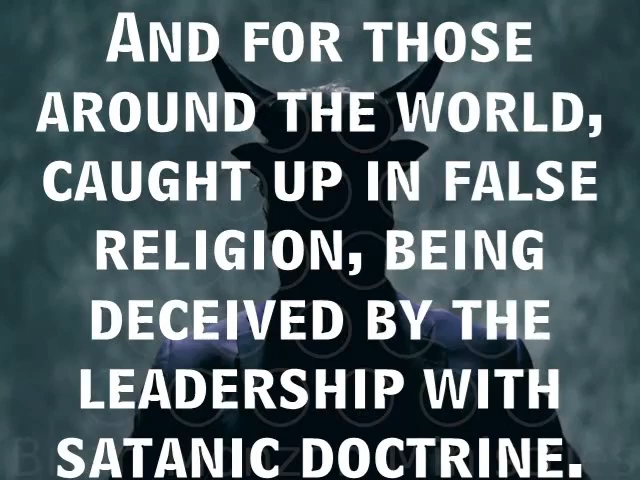 And for those
around the world,
caught up in false
religion, being
deceived by the
leadership with
satanic doctrine.